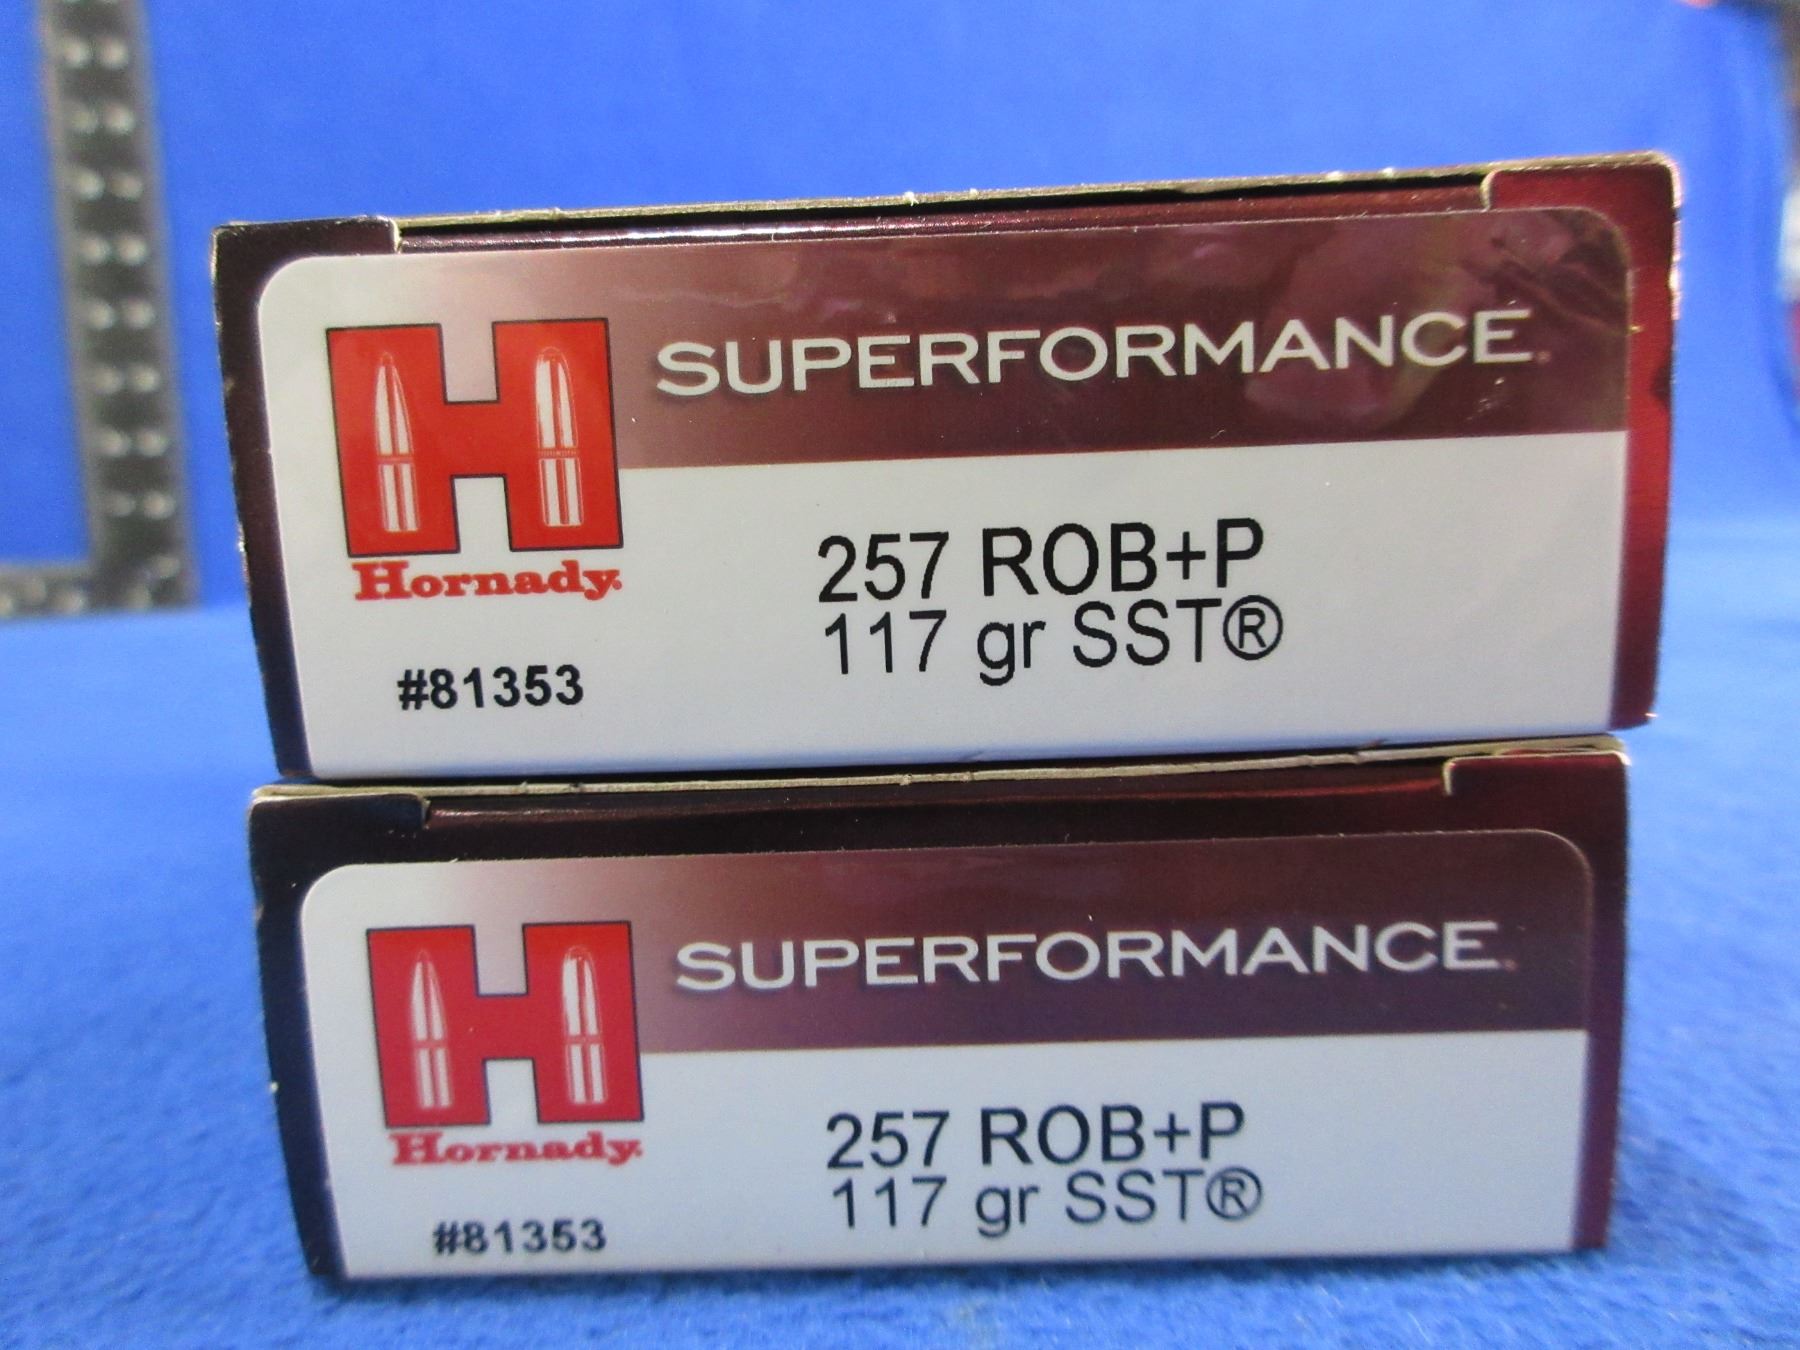 SUPERFORMANCE
Hornady
257 ROB+P
117 gr SST®
#81353
SUPERFORMANCE
Hornady
257 ROB+P
117 gr SST®
#81353